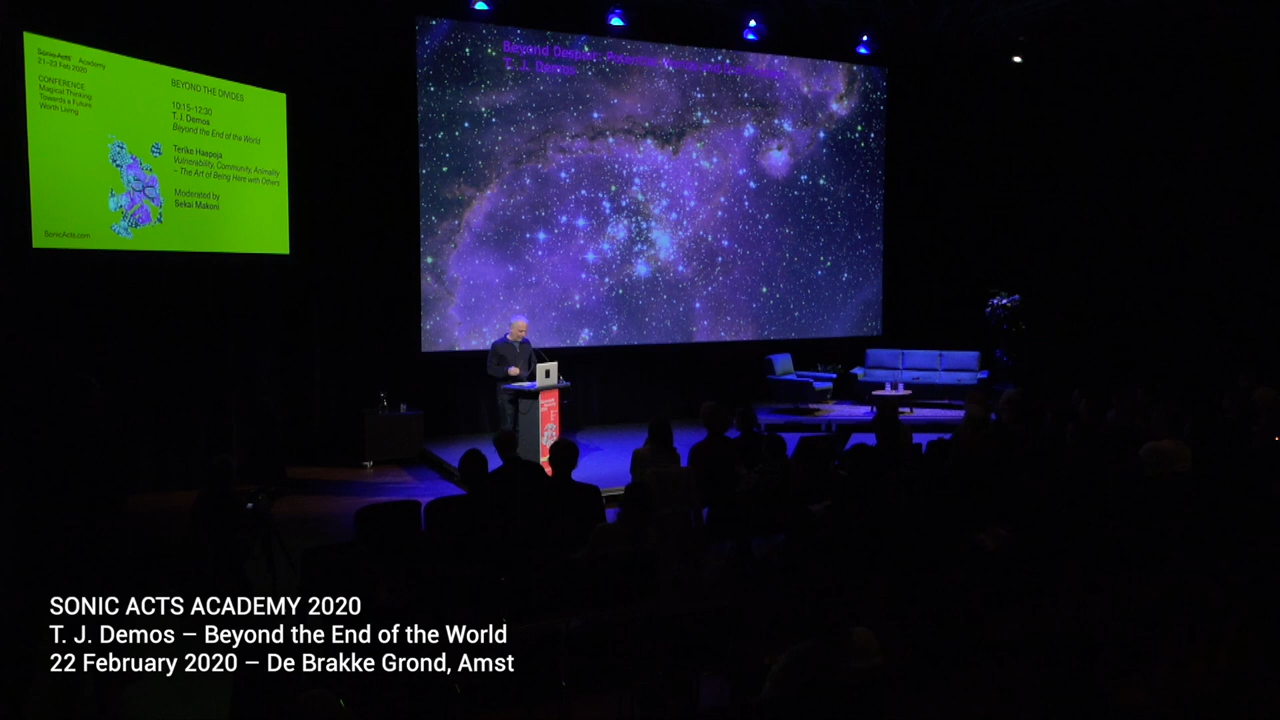 Sonic Acts Academy
21–23 Feb 2020
CONFERENCE
Magical Thinking:
Towards a Future
Worth Living
BEYOND THE DIVIDES
10:15–12:30
T. J. Demos
Beyond the End of the World
Terike Haapoja
Vulnerability, Community, Animality
– The Art of Being Here with Others
Moderated by
Sekai Makoni
SonicActs.com
Beyond Despair:
T. J. Demos
SONIC ACTS ACADEMY 2020
T. J. Demos – Beyond the End of the World
22 February 2020 – De Brakke Grond, Amst